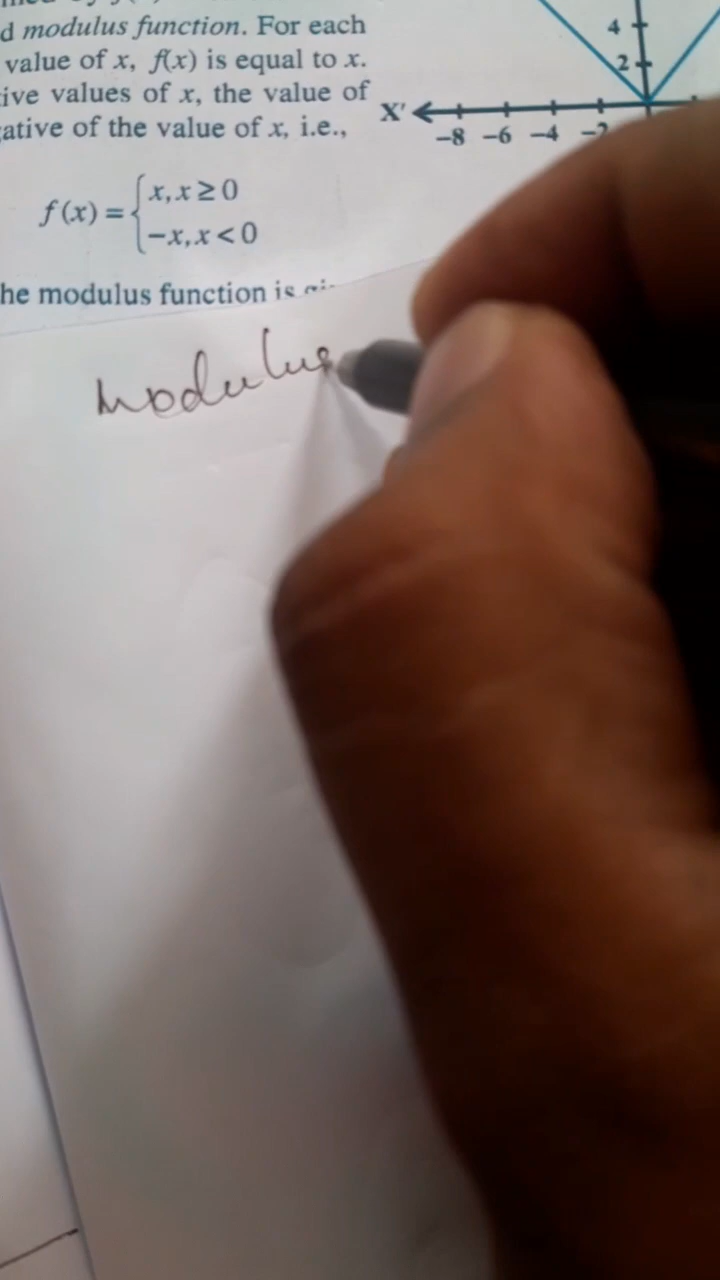 d modulus function. For each
value of x, f(x) is equal to x.
ive values of x, the value of
ative of the value of x, i.e.,
f(x) = { x, x ≥ 0
−x, x < 0
he modulus function is
4
2
X'
−8 −6 −4 −2
modulus